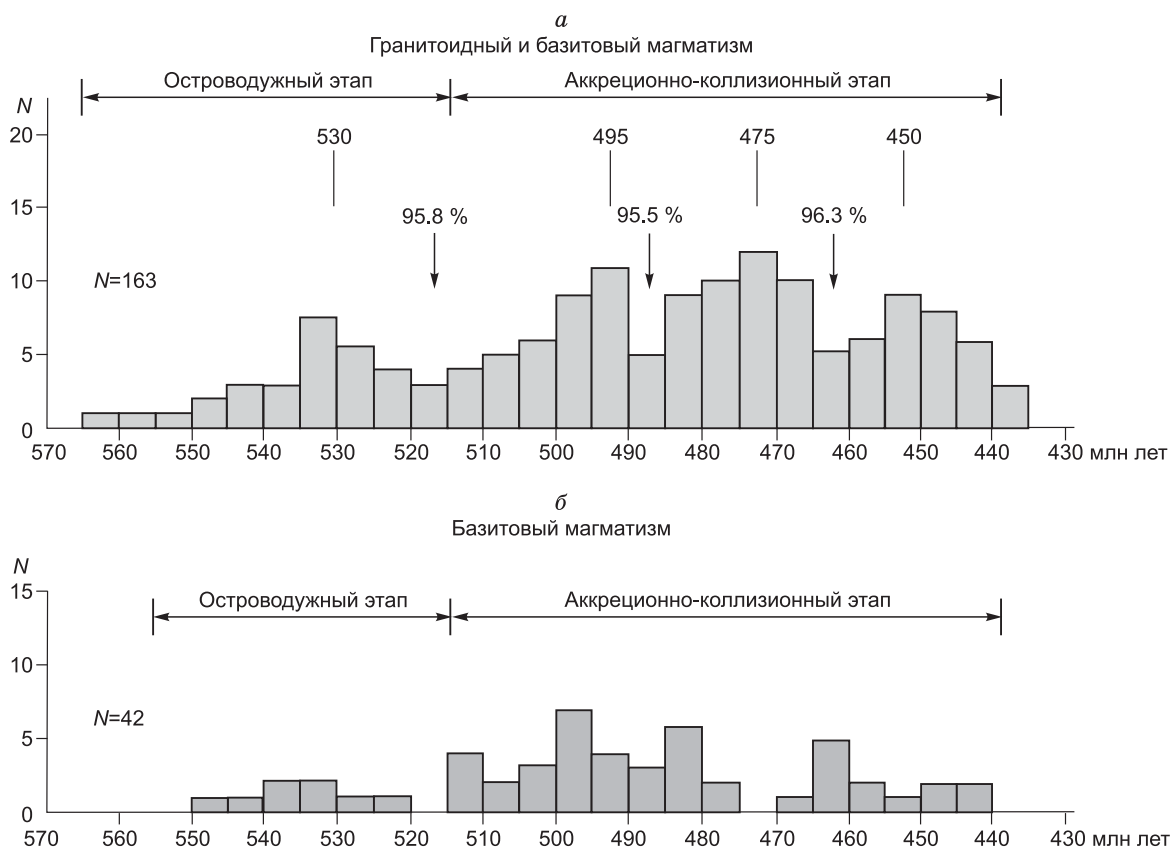 а
Гранитоидный и базитовый магматизм
Островодужный этап Аккреционно-коллизионный этап
N
20
530 495 475 450
15
95.8 % 95.5 % 96.3 %
10
N=163
5
0
570 560 550 540 530 520 510 500 490 480 470 460 450 440 430 млн лет
б
Базитовый магматизм
N
15
Островодужный этап Аккреционно-коллизионный этап
10
N=42
5
0
570 560 550 540 530 520 510 500 490 480 470 460 450 440 430 млн лет